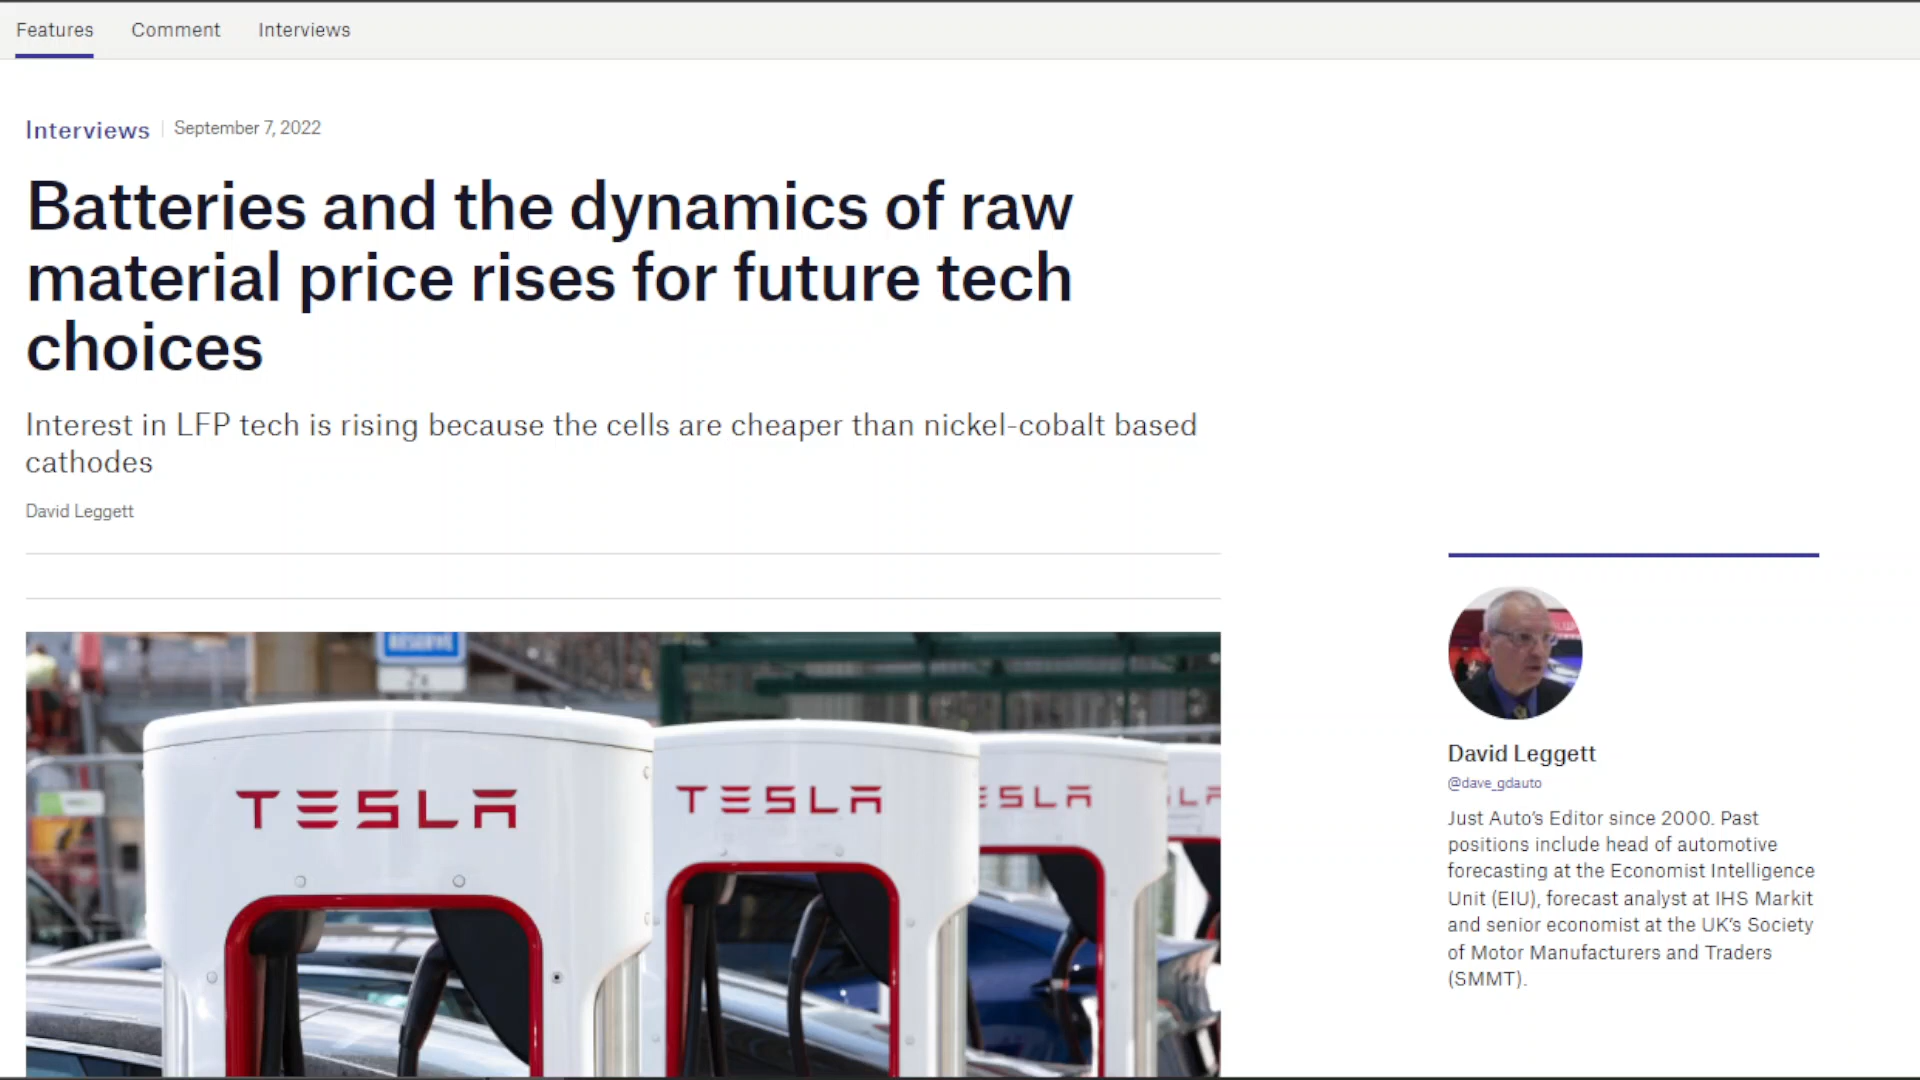 Features Comment Interviews
Interviews September 7, 2022
Batteries and the dynamics of raw
material price rises for future tech
choices
Interest in LFP tech is rising because the cells are cheaper than nickel-cobalt based
cathodes
David Leggett
TESLA TESLA ESLA LA
David Leggett
@dave_gdauto
Just Auto's Editor since 2000. Past
positions include head of automotive
forecasting at the Economist Intelligence
Unit (EIU), forecast analyst at IHS Markit
and senior economist at the UK's Society
of Motor Manufacturers and Traders
(SMMT).